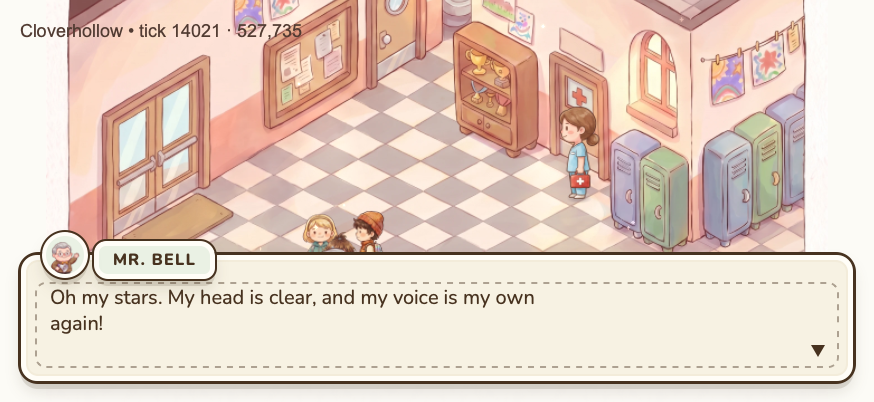 Cloverhollow • tick 14021 · 527,735
MR. BELL
Oh my stars. My head is clear, and my voice is my own
again!